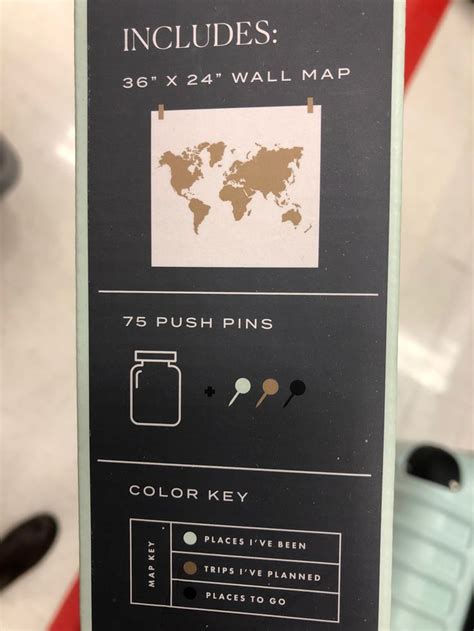 INCLUDES:
36” X 24” WALL MAP
75 PUSH PINS
COLOR KEY
MAP KEY
PLACES I'VE BEEN
TRIPS I'VE PLANNED
PLACES TO GO